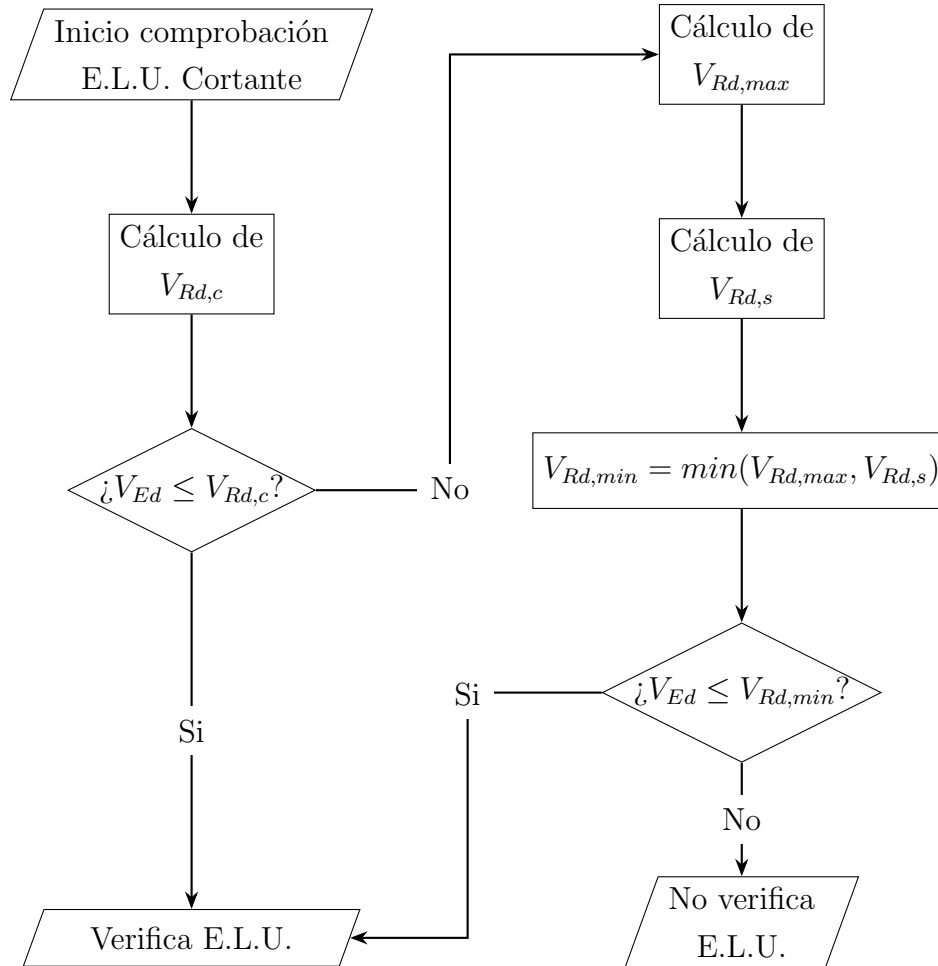 Inicio comprobación
E.L.U. Cortante
Cálculo de
V_{Rd,c}
¿V_{Ed} ≤ V_{Rd,c}?
No
Si
Verifica E.L.U.
Cálculo de
V_{Rd,max}
Cálculo de
V_{Rd,s}
V_{Rd,min} = min(V_{Rd,max}, V_{Rd,s})
¿V_{Ed} ≤ V_{Rd,min}?
Si
No
No verifica
E.L.U.